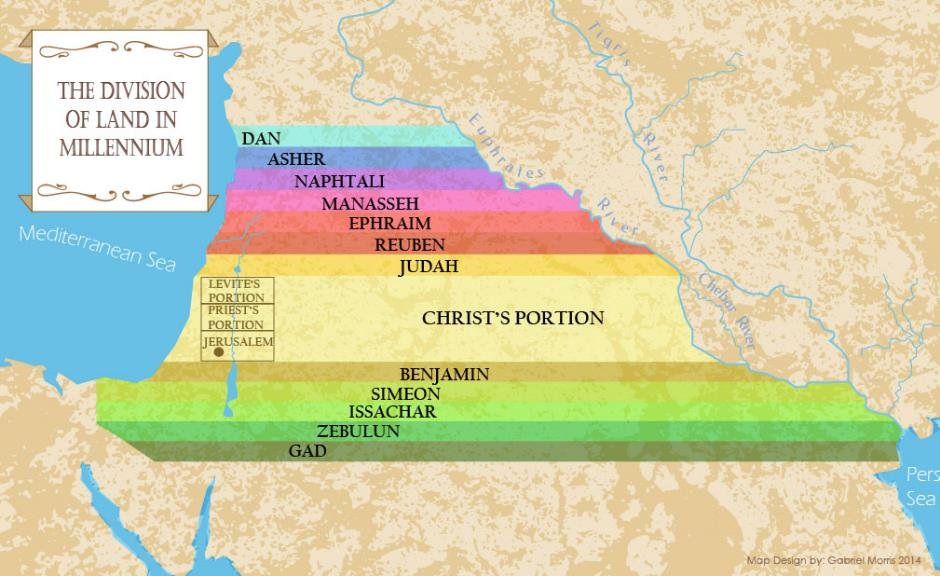 THE DIVISION
OF LAND IN
MILLENNIUM
Tigris
River
Euphrates
River
Chebar River
Mediterranean Sea
DAN
ASHER
NAPHTALI
MANASSEH
EPHRAIM
REUBEN
JUDAH
LEVITE'S
PORTION
PRIEST'S
PORTION
JERUSALEM
CHRIST'S PORTION
BENJAMIN
SIMEON
ISSACHAR
ZEBULUN
GAD
Pers
Sea
Map Design by: Gabriel Morris 2014